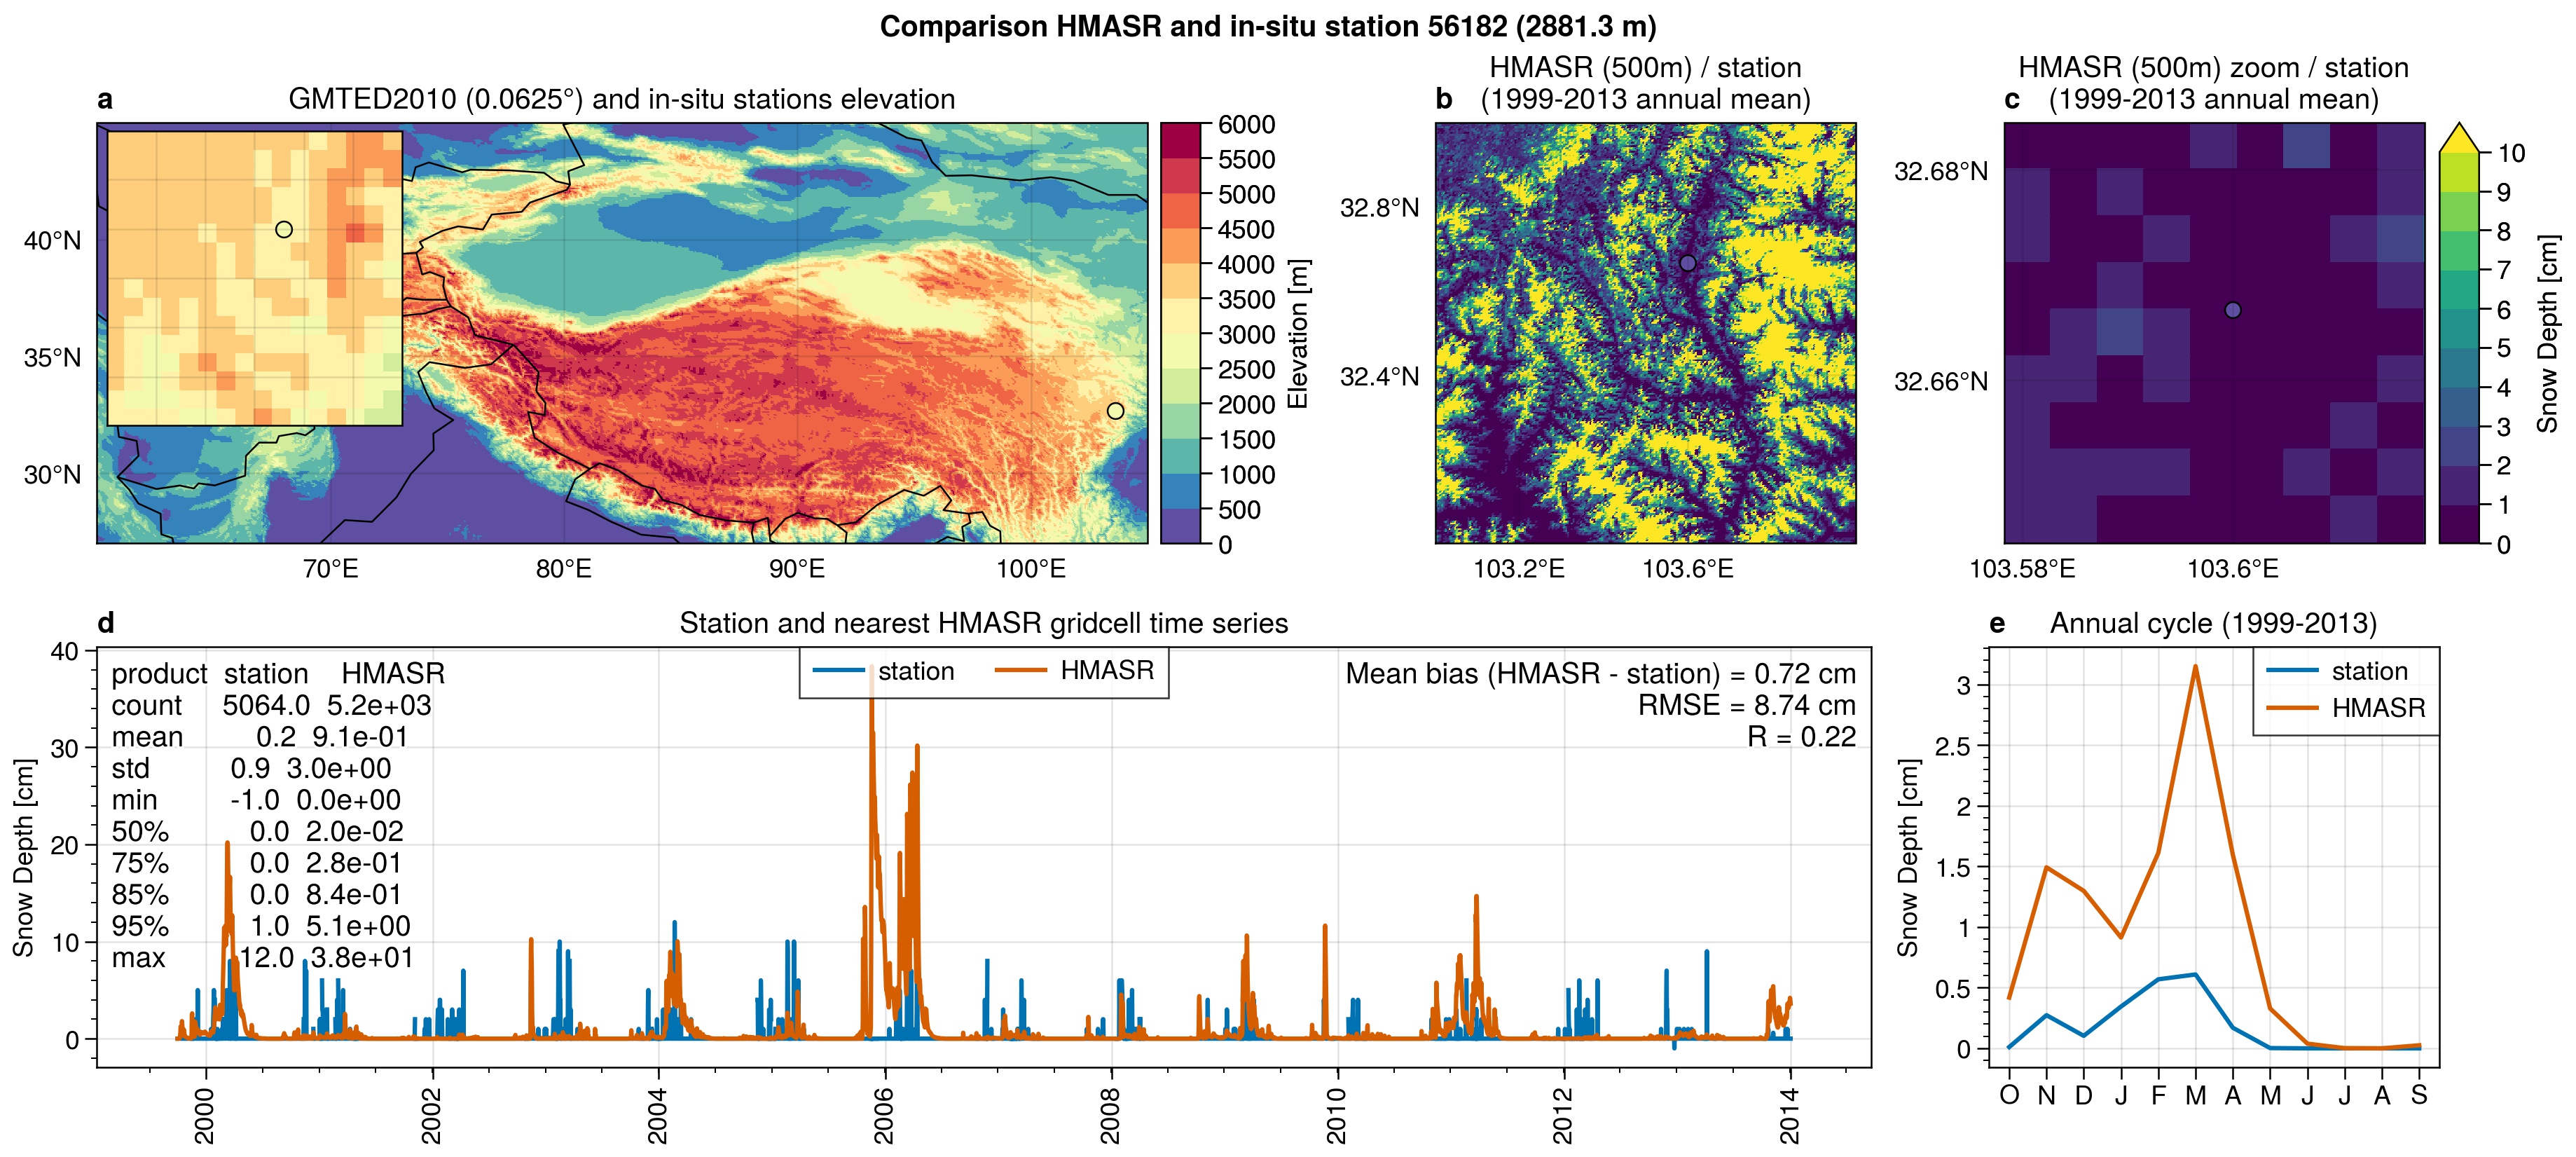 Comparison HMASR and in-situ station 56182 (2881.3 m)
a GMTED2010 (0.0625°) and in-situ stations elevation
40°N
35°N
30°N
70°E 80°E 90°E 100°E
6000
5500
5000
4500
4000
3500
3000
2500
2000
1500
1000
500
0
Elevation [m]
HMASR (500m) / station
b (1999-2013 annual mean)
32.8°N
32.4°N
103.2°E 103.6°E
HMASR (500m) zoom / station
c (1999-2013 annual mean)
32.68°N
32.66°N
103.58°E 103.6°E
10
9
8
7
6
5
4
3
2
1
0
Snow Depth [cm]
d Station and nearest HMASR gridcell time series
Snow Depth [cm]
40
30
20
10
0
product station HMASR
count 5064.0 5.2e+03
mean 0.2 9.1e-01
std 0.9 3.0e+00
min -1.0 0.0e+00
50% 0.0 2.0e-02
75% 0.0 2.8e-01
85% 0.0 8.4e-01
95% 1.0 5.1e+00
max 12.0 3.8e+01
station HMASR
Mean bias (HMASR - station) = 0.72 cm
RMSE = 8.74 cm
R = 0.22
2000 2002 2004 2006 2008 2010 2012 2014
e Annual cycle (1999-2013)
Snow Depth [cm]
3
2.5
2
1.5
1
0.5
0
station
HMASR
O N D J F M A M J J A S